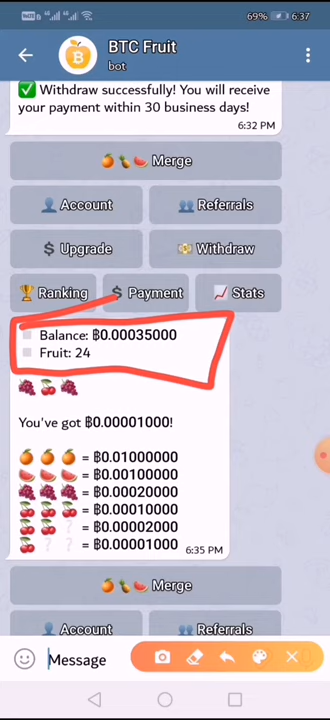 69% 6:37
BTC Fruit
bot
✅ Withdraw successfully! You will receive
your payment within 30 business days!
6:32 PM
🍊🍍🍉 Merge
👤 Account
👥 Referrals
💲 Upgrade
💸 Withdraw
🏆 Ranking
💲 Payment
📈 Stats
Balance: ฿0.00035000
Fruit: 24
🍇 🍒 🍇
You've got ฿0.00001000!
🍊 🍊 🍊 = ฿0.01000000
🍉 🍉 🍉 = ฿0.00100000
🍇 🍇 🍇 = ฿0.00020000
🍒 🍒 🍒 = ฿0.00010000
🍒 🍒 ❔ = ฿0.00002000
🍒 ❔ ❔ = ฿0.00001000
6:35 PM
🍊🍍🍉 Merge
👤 Account
👥 Referrals
Message